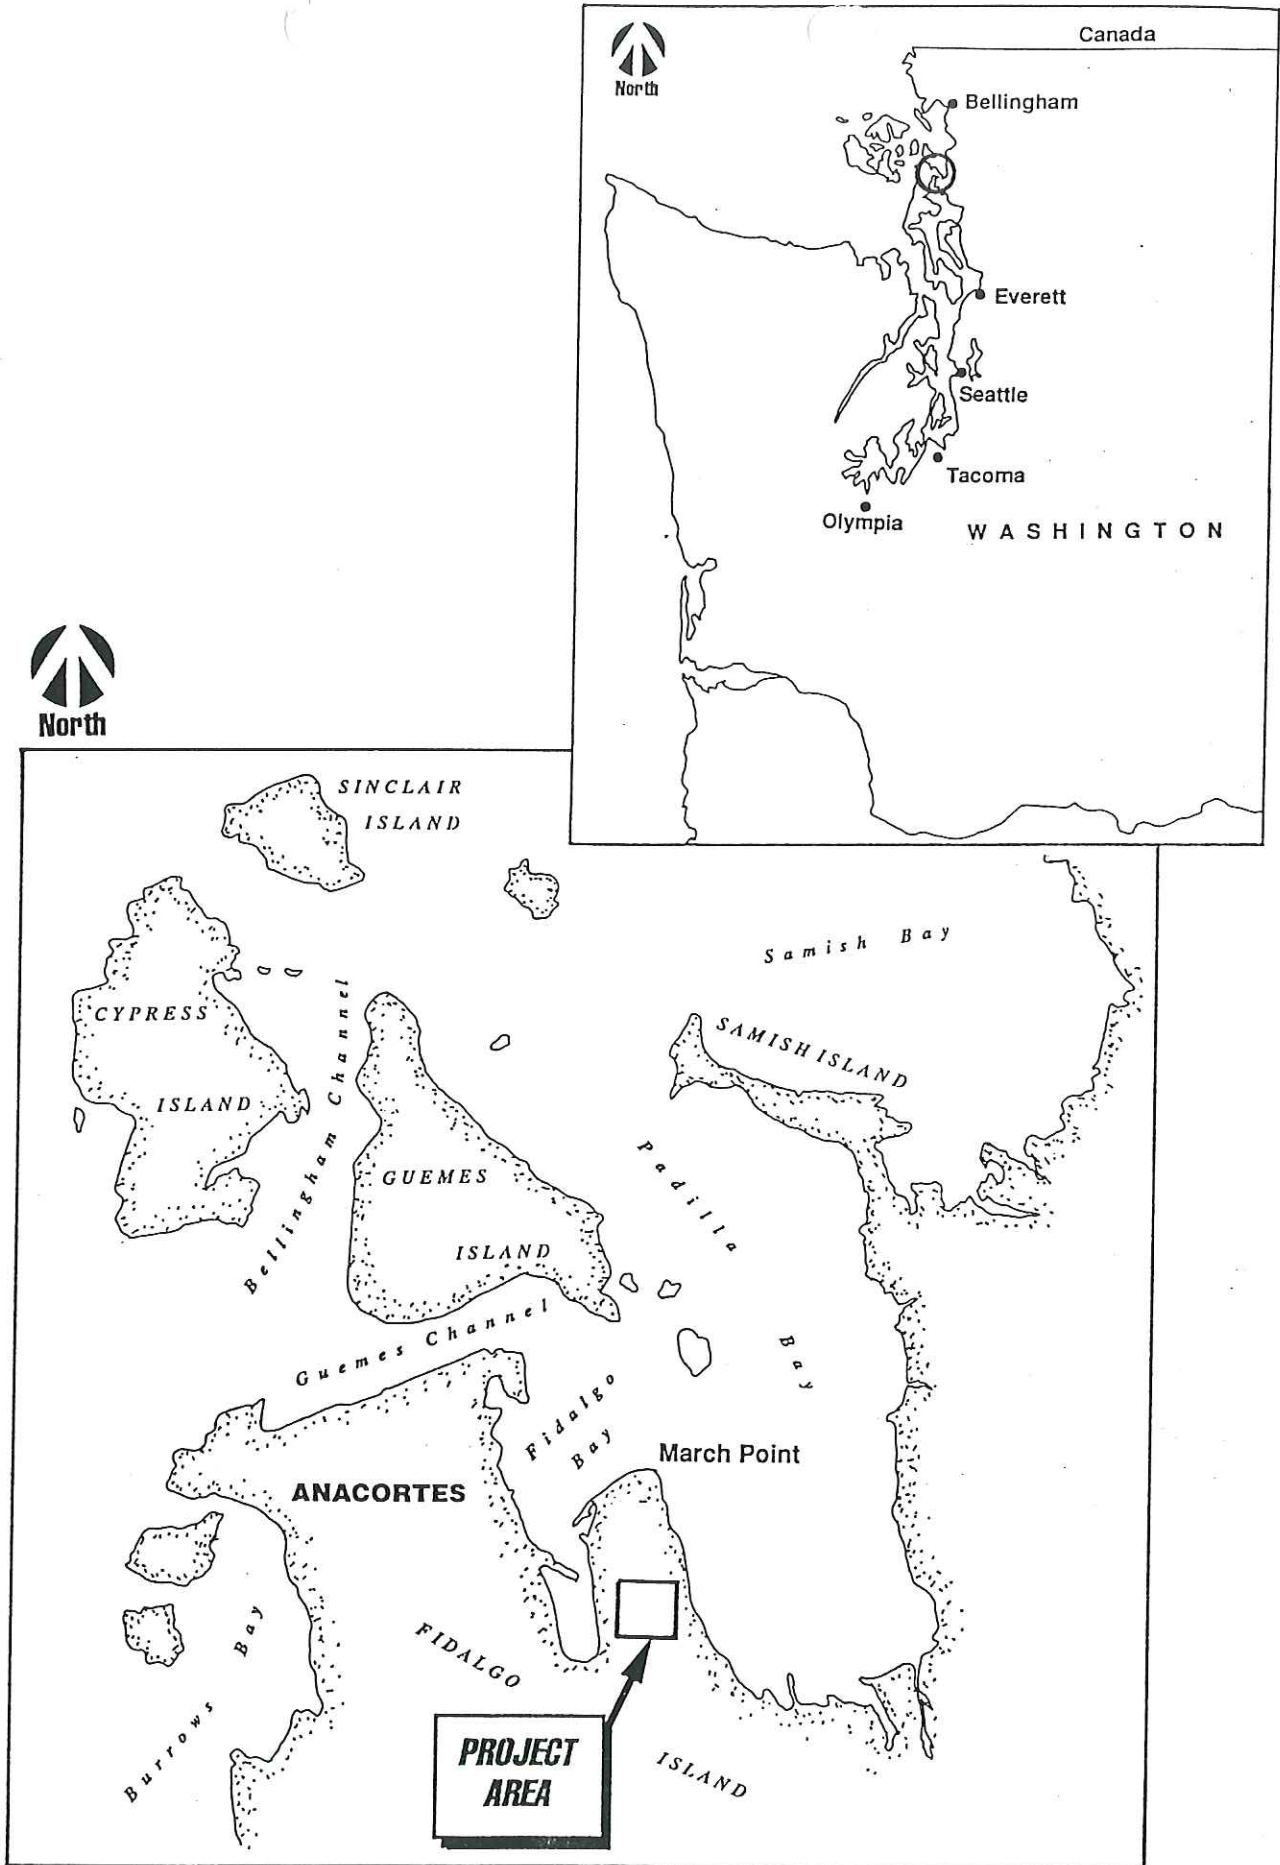 North
Canada
Bellingham
Everett
Seattle
Tacoma
Olympia
WASHINGTON
North
SINCLAIR
ISLAND
Samish Bay
CYPRESS
ISLAND
Bellingham Channel
SAMISH ISLAND
GUEMES
ISLAND
Padilla
Bay
Guemes Channel
Fidalgo
Bay
March Point
ANACORTES
FIDALGO
ISLAND
Burrows
Bay
PROJECT
AREA